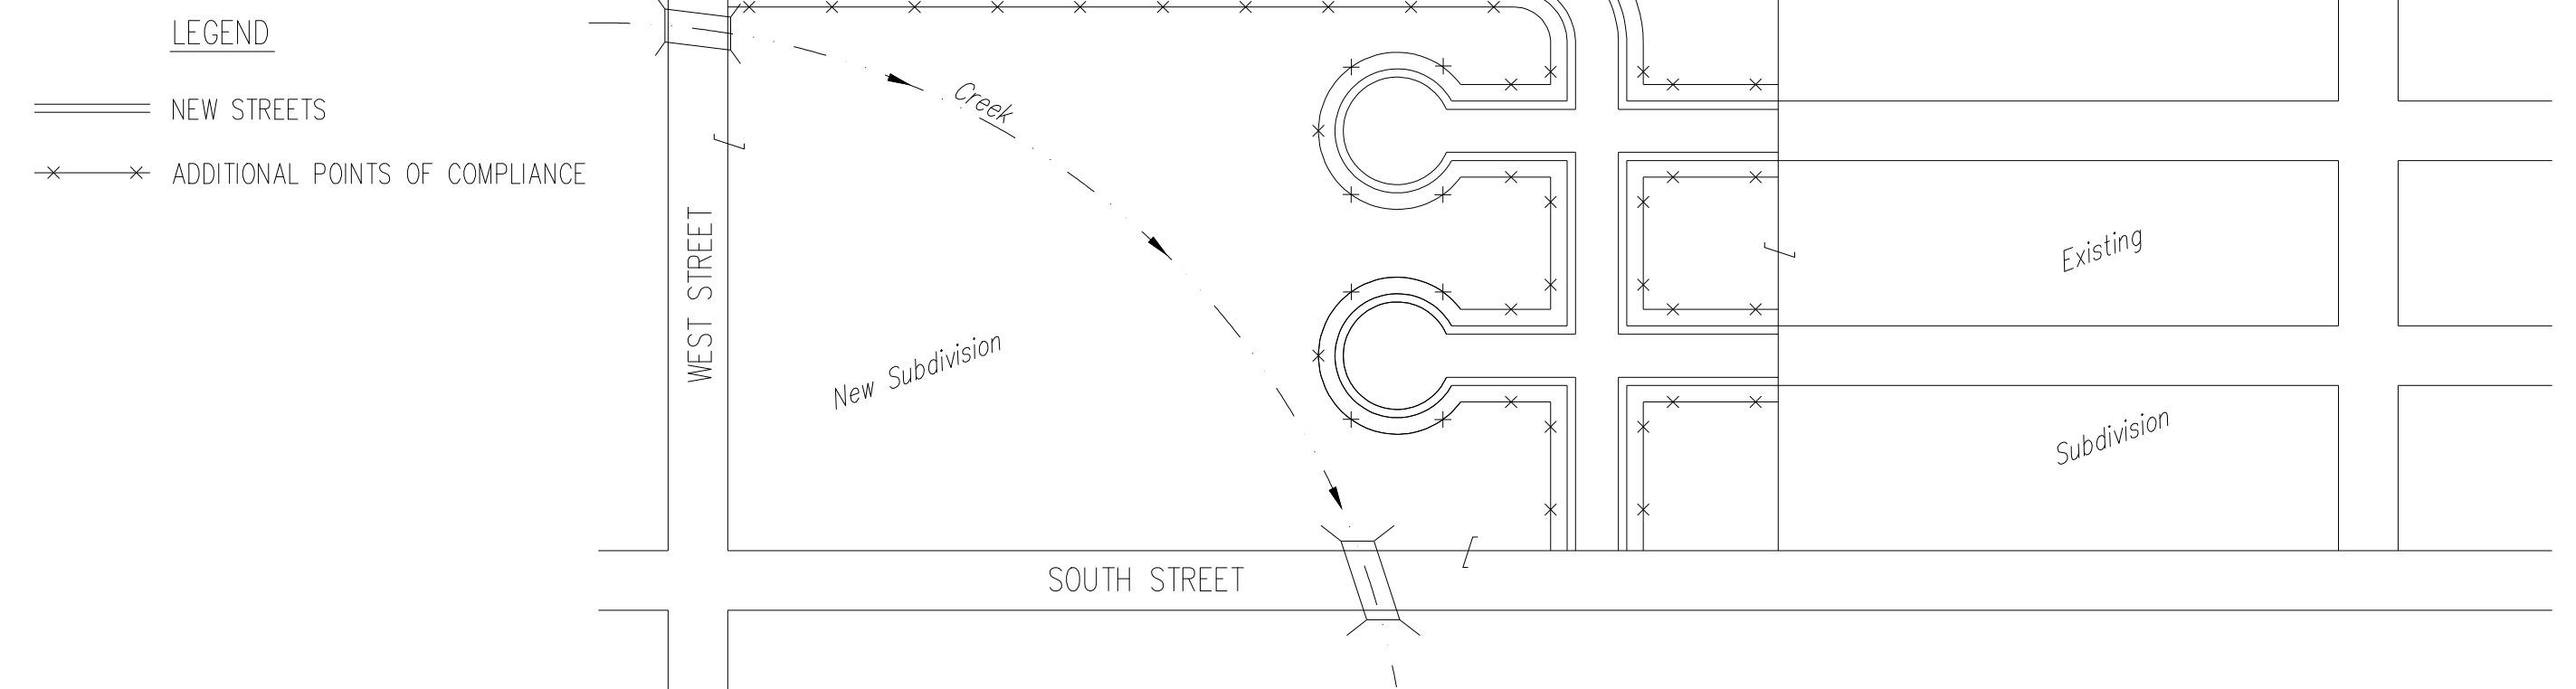 LEGEND
NEW STREETS
ADDITIONAL POINTS OF COMPLIANCE
Creek
WEST STREET
New Subdivision
Existing
Subdivision
SOUTH STREET